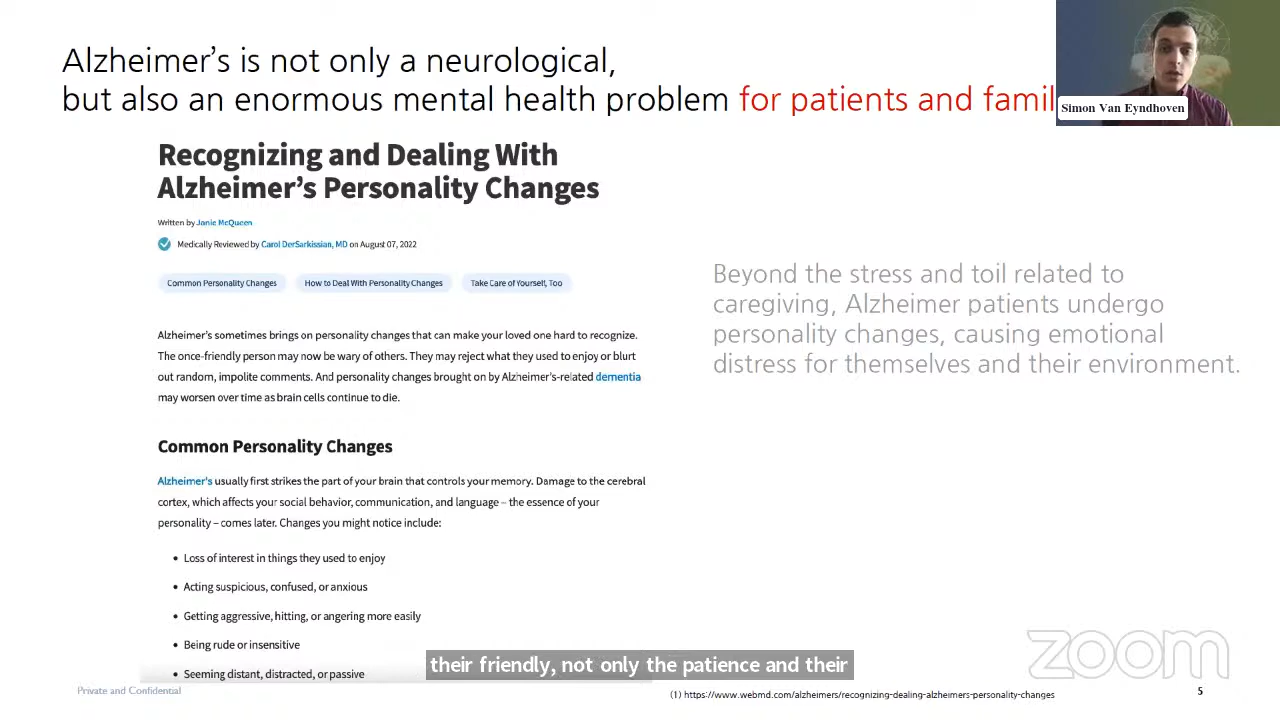 Alzheimer's is not only a neurological,
but also an enormous mental health problem for patients and famil
Simon Van Eyndhoven
Recognizing and Dealing With
Alzheimer's Personality Changes
Written by Janie McQueen
Medically Reviewed by Carol DerSarkissian, MD on August 07, 2022
Common Personality Changes How to Deal With Personality Changes Take Care of Yourself, Too
Alzheimer's sometimes brings on personality changes that can make your loved one hard to recognize.
The once-friendly person may now be wary of others. They may reject what they used to enjoy or blurt
out random, impolite comments. And personality changes brought on by Alzheimer's-related dementia
may worsen over time as brain cells continue to die.
Common Personality Changes
Alzheimer's usually first strikes the part of your brain that controls your memory. Damage to the cerebral
cortex, which affects your social behavior, communication, and language – the essence of your
personality – comes later. Changes you might notice include:
• Loss of interest in things they used to enjoy
• Acting suspicious, confused, or anxious
• Getting aggressive, hitting, or angering more easily
• Being rude or insensitive
• Seeming distant, distracted, or passive
Beyond the stress and toil related to
caregiving, Alzheimer patients undergo
personality changes, causing emotional
distress for themselves and their environment.
their friendly, not only the patience and their
zoom
Private and Confidential
(1) https://www.webmd.com/alzheimers/recognizing-dealing-alzheimers-personality-changes
5